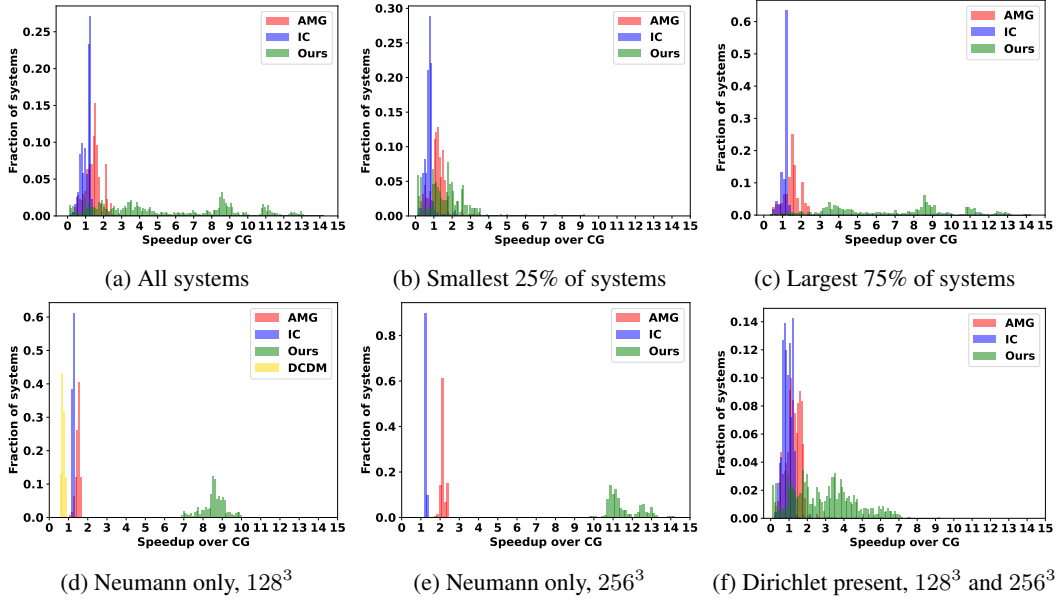 AMG
IC
Ours
Fraction of systems
0.25
0.20
0.15
0.10
0.05
0.00
0 1 2 3 4 5 6 7 8 9 10 11 12 13 14 15
Speedup over CG
(a) All systems
AMG
IC
Ours
Fraction of systems
0.30
0.25
0.20
0.15
0.10
0.05
0.00
0 1 2 3 4 5 6 7 8 9 10 11 12 13 14 15
Speedup over CG
(b) Smallest 25% of systems
AMG
IC
Ours
Fraction of systems
0.6
0.5
0.4
0.3
0.2
0.1
0.0
0 1 2 3 4 5 6 7 8 9 10 11 12 13 14 15
Speedup over CG
(c) Largest 75% of systems
AMG
IC
Ours
DCDM
Fraction of systems
0.6
0.5
0.4
0.3
0.2
0.1
0.0
0 1 2 3 4 5 6 7 8 9 10 11 12 13 14 15
Speedup over CG
(d) Neumann only, 128³
AMG
IC
Ours
Fraction of systems
0.8
0.6
0.4
0.2
0.0
0 1 2 3 4 5 6 7 8 9 10 11 12 13 14 15
Speedup over CG
(e) Neumann only, 256³
AMG
IC
Ours
Fraction of systems
0.14
0.12
0.10
0.08
0.06
0.04
0.02
0.00
0 1 2 3 4 5 6 7 8 9 10 11 12 13 14 15
Speedup over CG
(f) Dirichlet present, 128³ and 256³